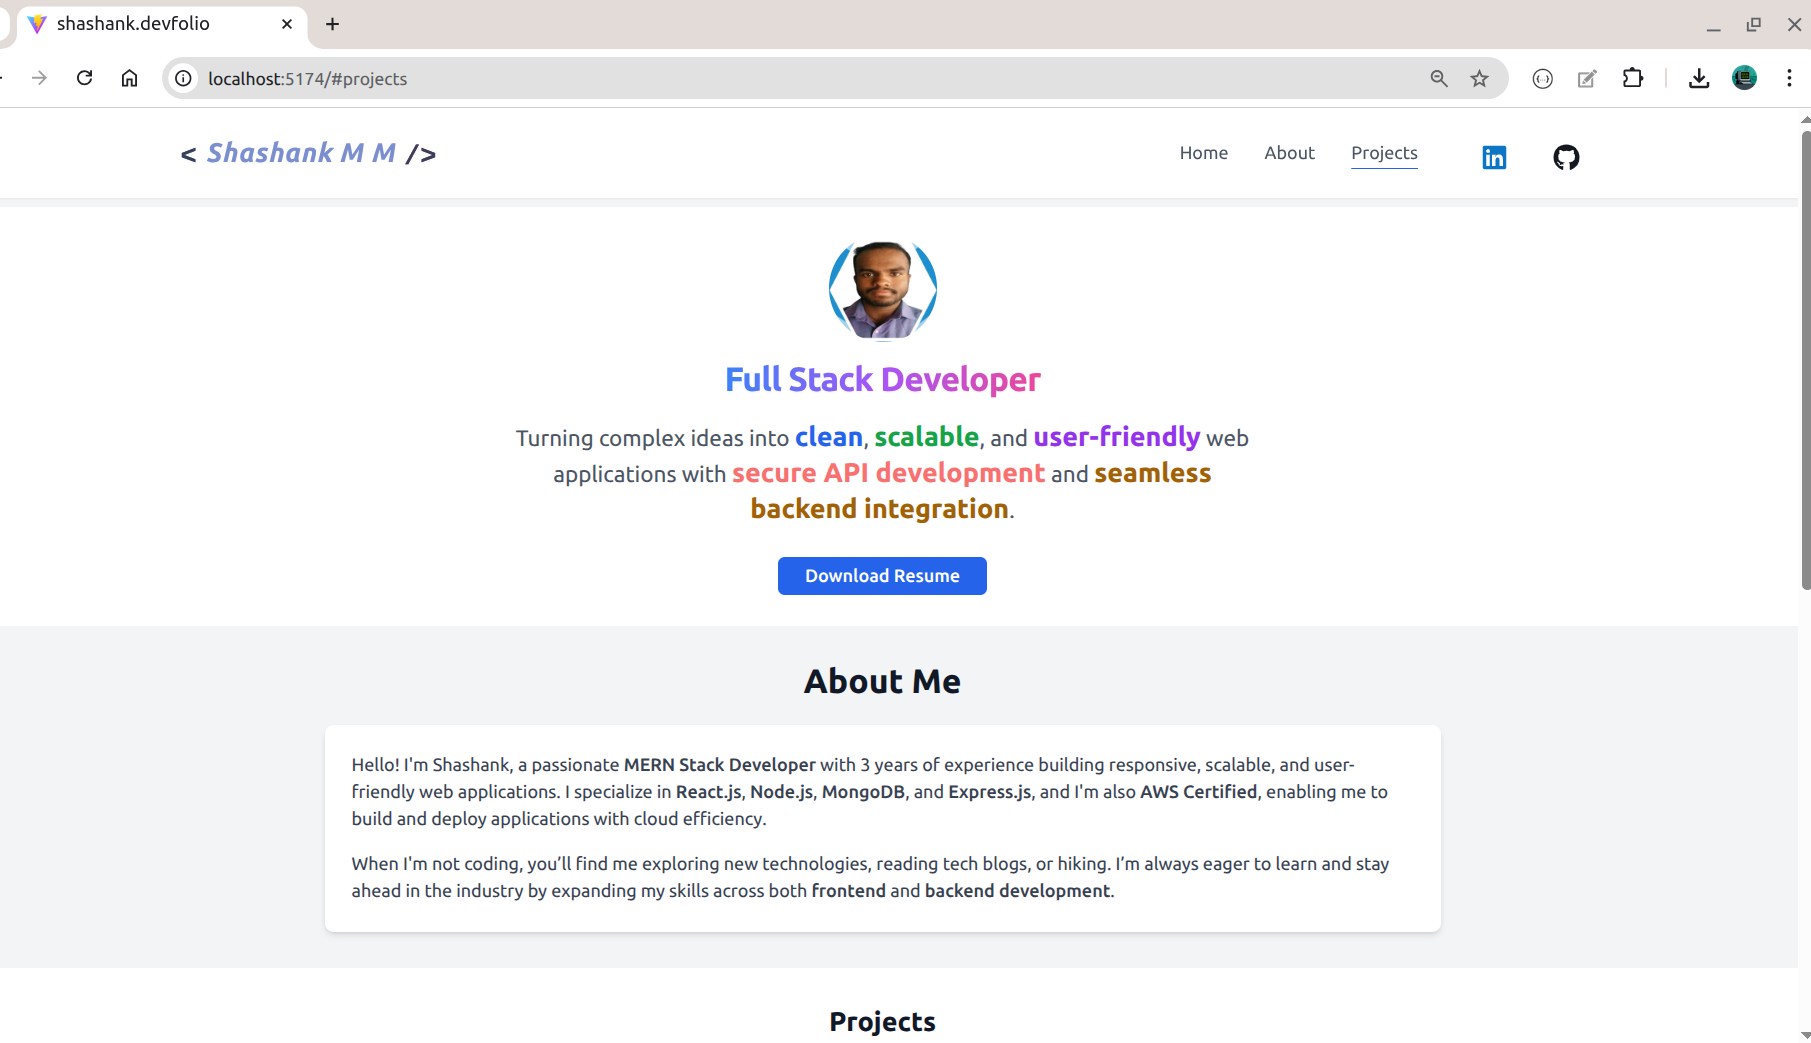 shashank.devfolio
localhost:5174/#projects
< Shashank M M />
Home About Projects in
Full Stack Developer
Turning complex ideas into clean, scalable, and user-friendly web
applications with secure API development and seamless
backend integration.
Download Resume
About Me
Hello! I'm Shashank, a passionate MERN Stack Developer with 3 years of experience building responsive, scalable, and user-
friendly web applications. I specialize in React.js, Node.js, MongoDB, and Express.js, and I'm also AWS Certified, enabling me to
build and deploy applications with cloud efficiency.
When I'm not coding, you’ll find me exploring new technologies, reading tech blogs, or hiking. I’m always eager to learn and stay
ahead in the industry by expanding my skills across both frontend and backend development.
Projects